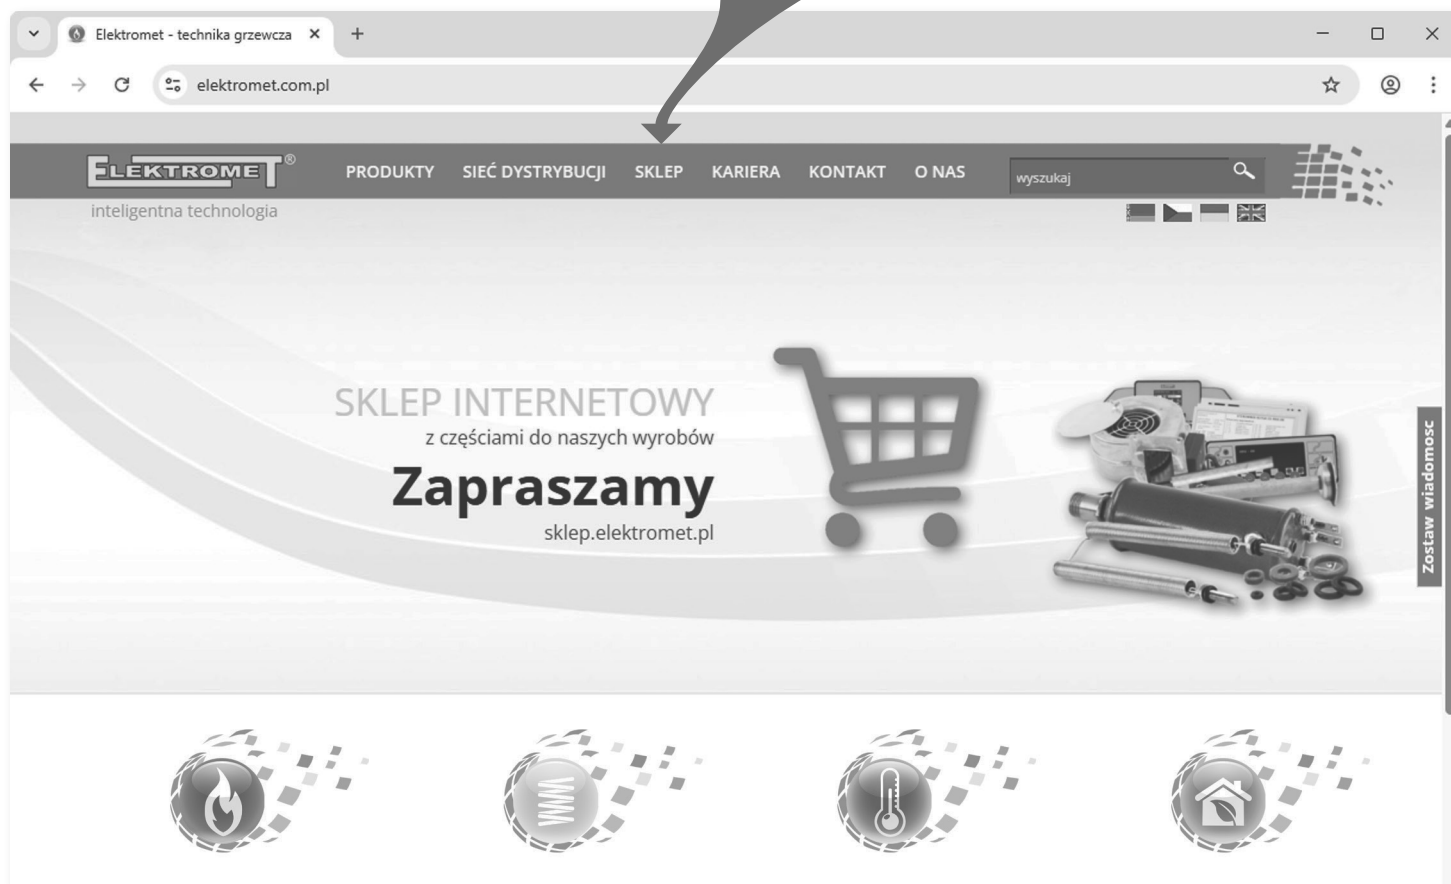 Elektromet - technika grzewcza
elektromet.com.pl
ELEKTROMET®
PRODUKTY SIEĆ DYSTRYBUCJI SKLEP KARIERA KONTAKT O NAS wyszukaj
inteligentna technologia
SKLEP INTERNETOWY
z częściami do naszych wyrobów
Zapraszamy
sklep.elektromet.pl
Zostaw wiadomosc